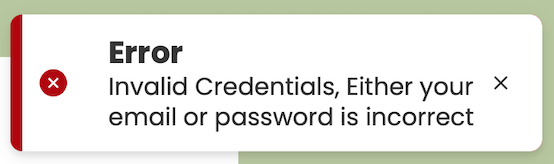 Error
Invalid Credentials, Either your
email or password is incorrect